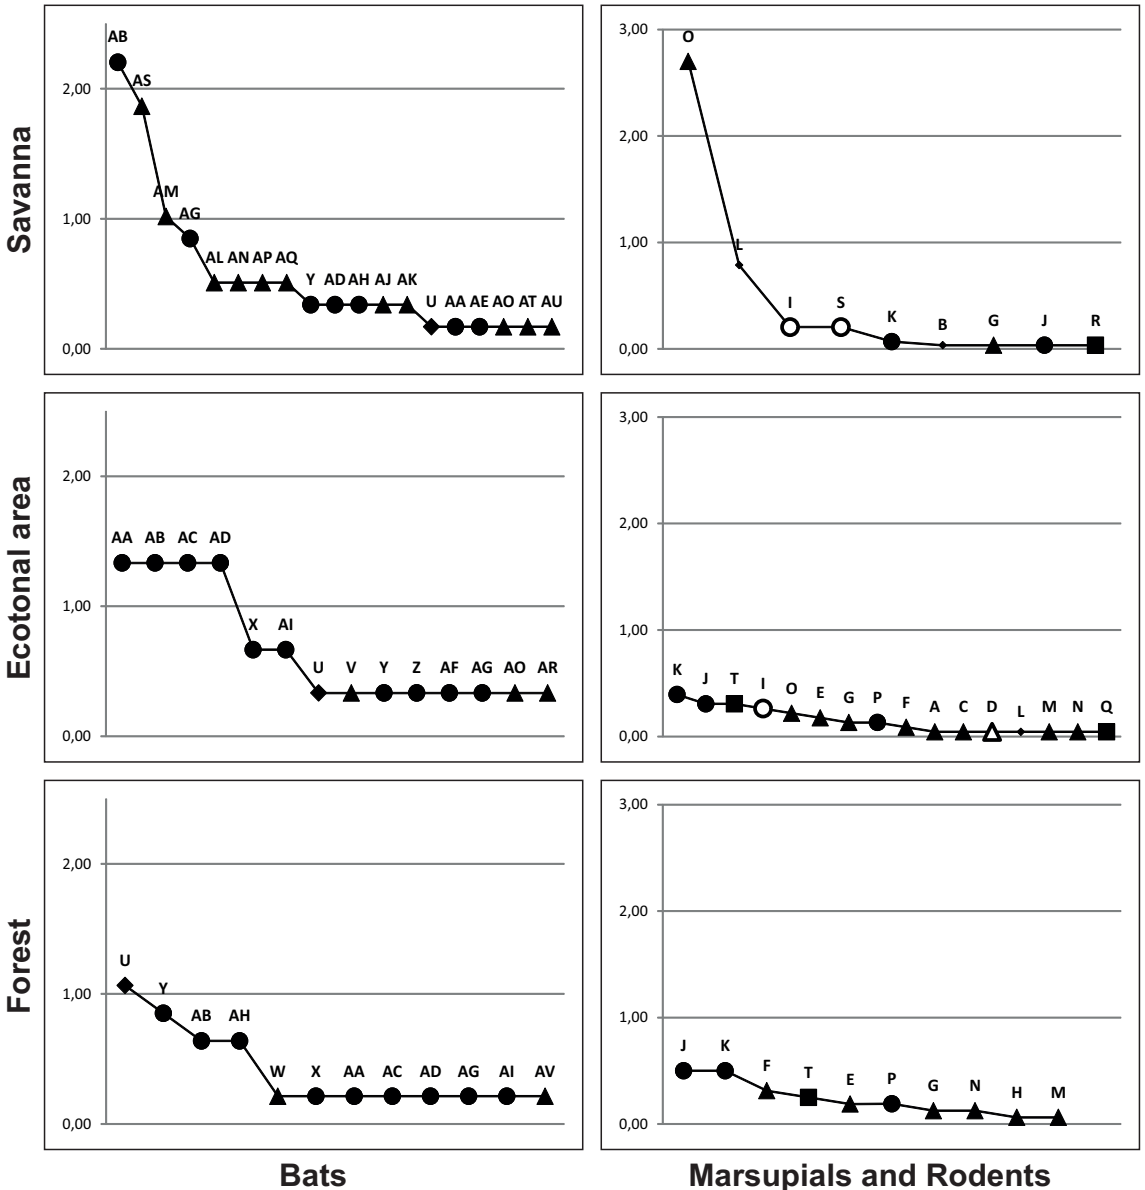 Savanna
2,00
1,00
0,00
AB
AS
AM
AG
AL AN AP AQ
Y AD AH AJ AK
U AA AE AO AT AU
3,00
2,00
1,00
0,00
O
L
I S K B G J R
Ecotonal area
2,00
1,00
0,00
AA AB AC AD
X AI
U V Y Z AF AG AO AR
3,00
2,00
1,00
0,00
K J T I O E G P F A C D L M N Q
Forest
2,00
1,00
0,00
U
Y
AB AH
W X AA AC AD AG AI AV
3,00
2,00
1,00
0,00
J K F T E P G N H M
Bats
Marsupials and Rodents